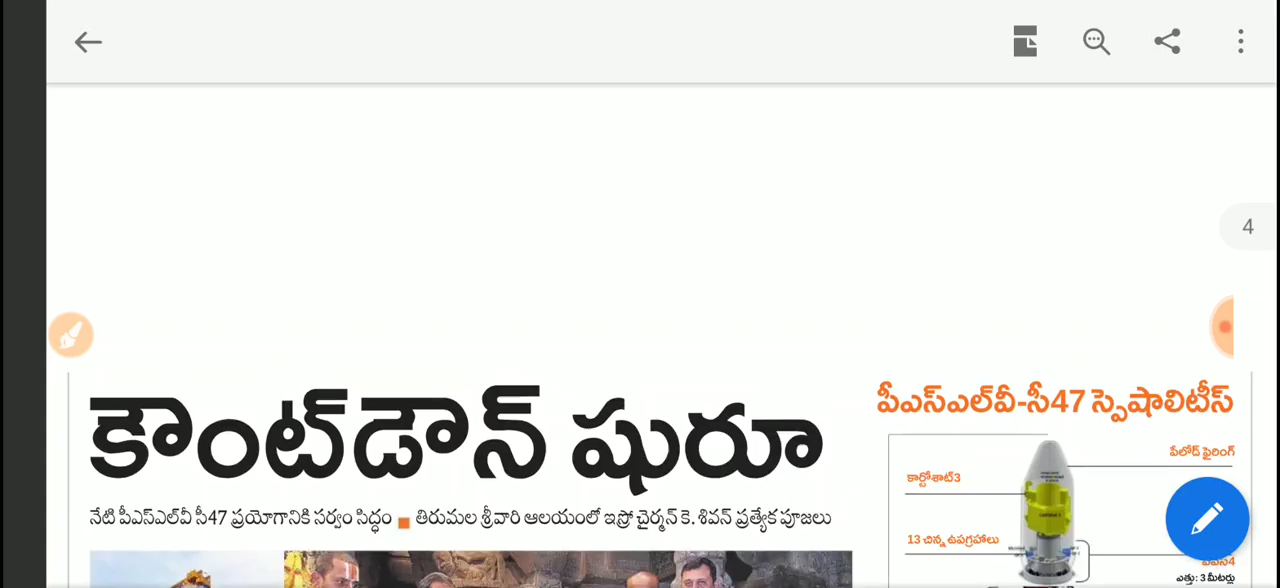 4
కౌంట్‌డౌన్ షురూ
నేటి పీఎస్ఎల్‌వీ సీ47 ప్రయోగానికి సర్వం సిద్ధం ■ తిరుమల శ్రీవారి ఆలయంలో ఇస్రో చైర్మన్ కె. శివన్ ప్రత్యేక పూజలు
పీఎస్ఎల్‌వీ-సీ47 స్పెషాలిటీస్
పేలోడ్ ఫైరింగ్
కార్టోశాట్3
13 చిన్న ఉపగ్రహాలు
ఎత్తు: 3 మీటర్లు